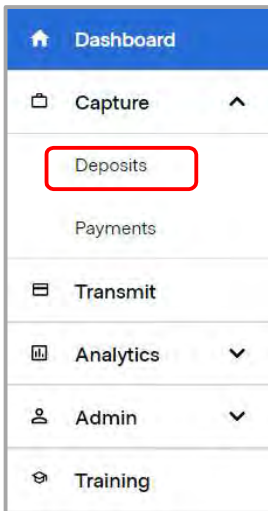 Dashboard
Capture
Deposits
Payments
Transmit
Analytics
Admin
Training